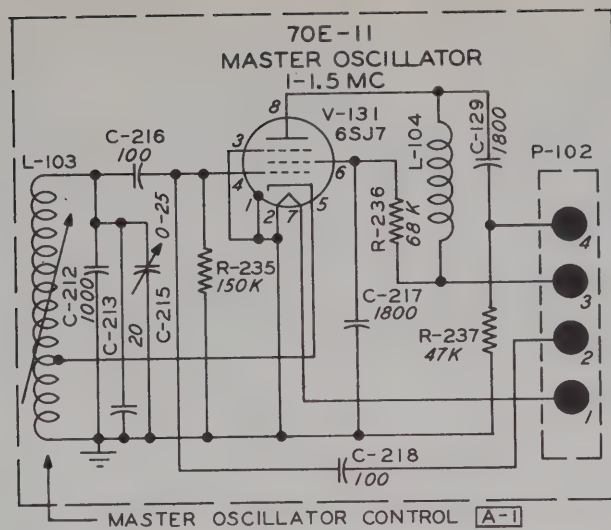 70E-11
MASTER OSCILLATOR
1-1.5 MC
8
V-131
6SJ7
C-216
100
3
4
1
2
7
5
6
L-103
L-104
C-129
1800
P-102
0-25
R-236
68 K
4
C-212
1000
C-213
20
C-215
R-235
150K
C-217
1800
3
R-237
47K
2
1
C-218
100
MASTER OSCILLATOR CONTROL A-1